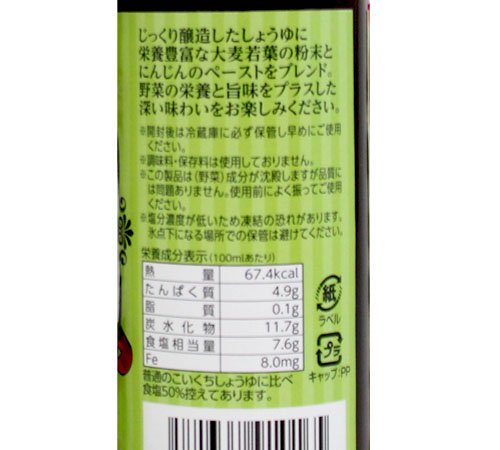 じっくり醸造したしょうゆに
栄養豊富な大麦若葉の粉末と
にんじんのペーストをブレンド。
野菜の栄養と旨味をプラスした
深い味わいをお楽しみください。
※開封後は冷蔵庫に必ず保管し早めにご使用
ください。
※調味料・保存料は使用しておりません。
※この製品は(野菜)成分が沈殿しますが品質に
は問題ありません。使用前によく振ってご使用
ください。
※塩分濃度が低いため凍結の恐れがあります。
氷点下になる場所での保管は避けてください。
栄養成分表示(100mlあたり)
熱量 67.4kcal
たんぱく質 4.9g
脂質 0.1g
炭水化物 11.7g
食塩相当量 7.6g
Fe 8.0mg
普通のこいくちしょうゆに比べ
食塩50%控えてあります。
紙
ラベル
プラ
キャップ:PP